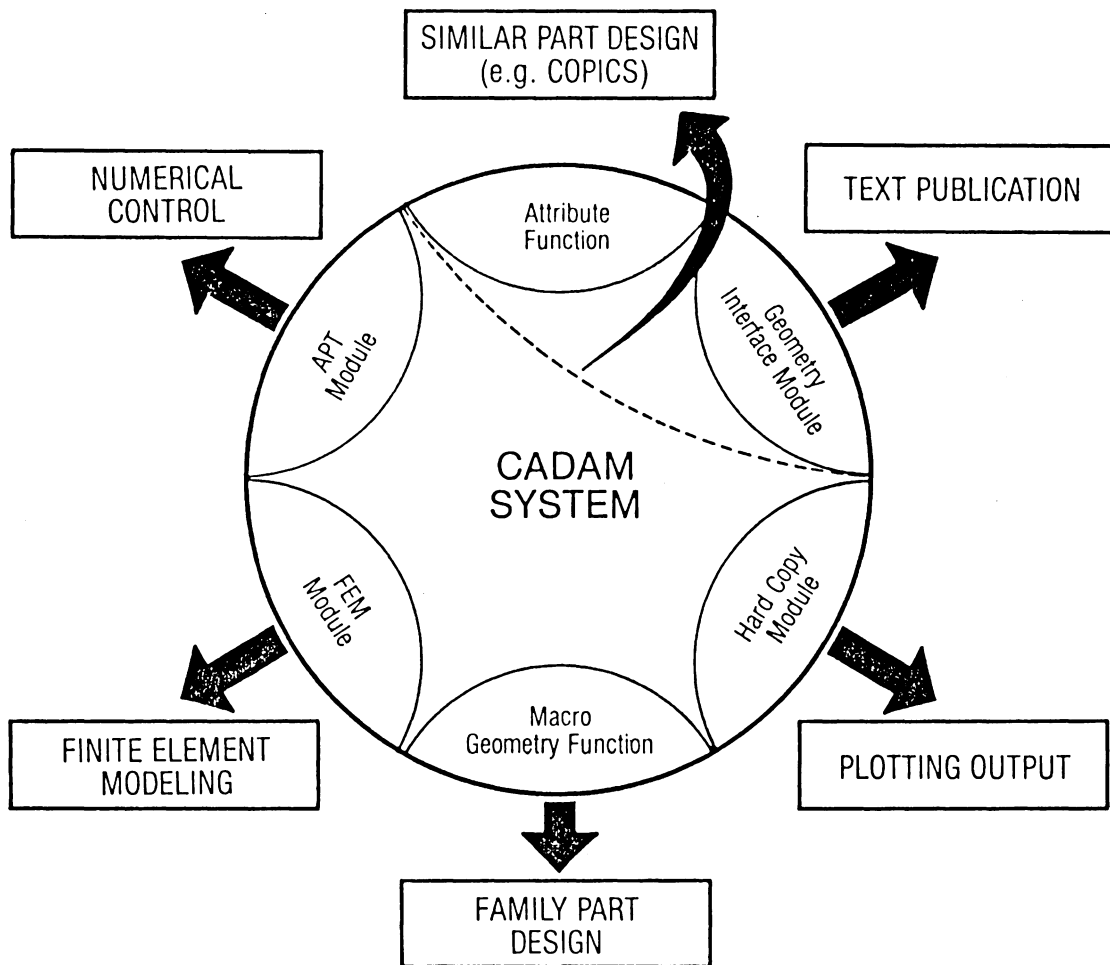 SIMILAR PART DESIGN
(e.g. COPICS)
NUMERICAL
CONTROL
TEXT PUBLICATION
Attribute
Function
APT
Module
Geometry
Interface Module
CADAM
SYSTEM
FEM
Module
Hard Copy
Module
Macro
Geometry Function
FINITE ELEMENT
MODELING
PLOTTING OUTPUT
FAMILY PART
DESIGN